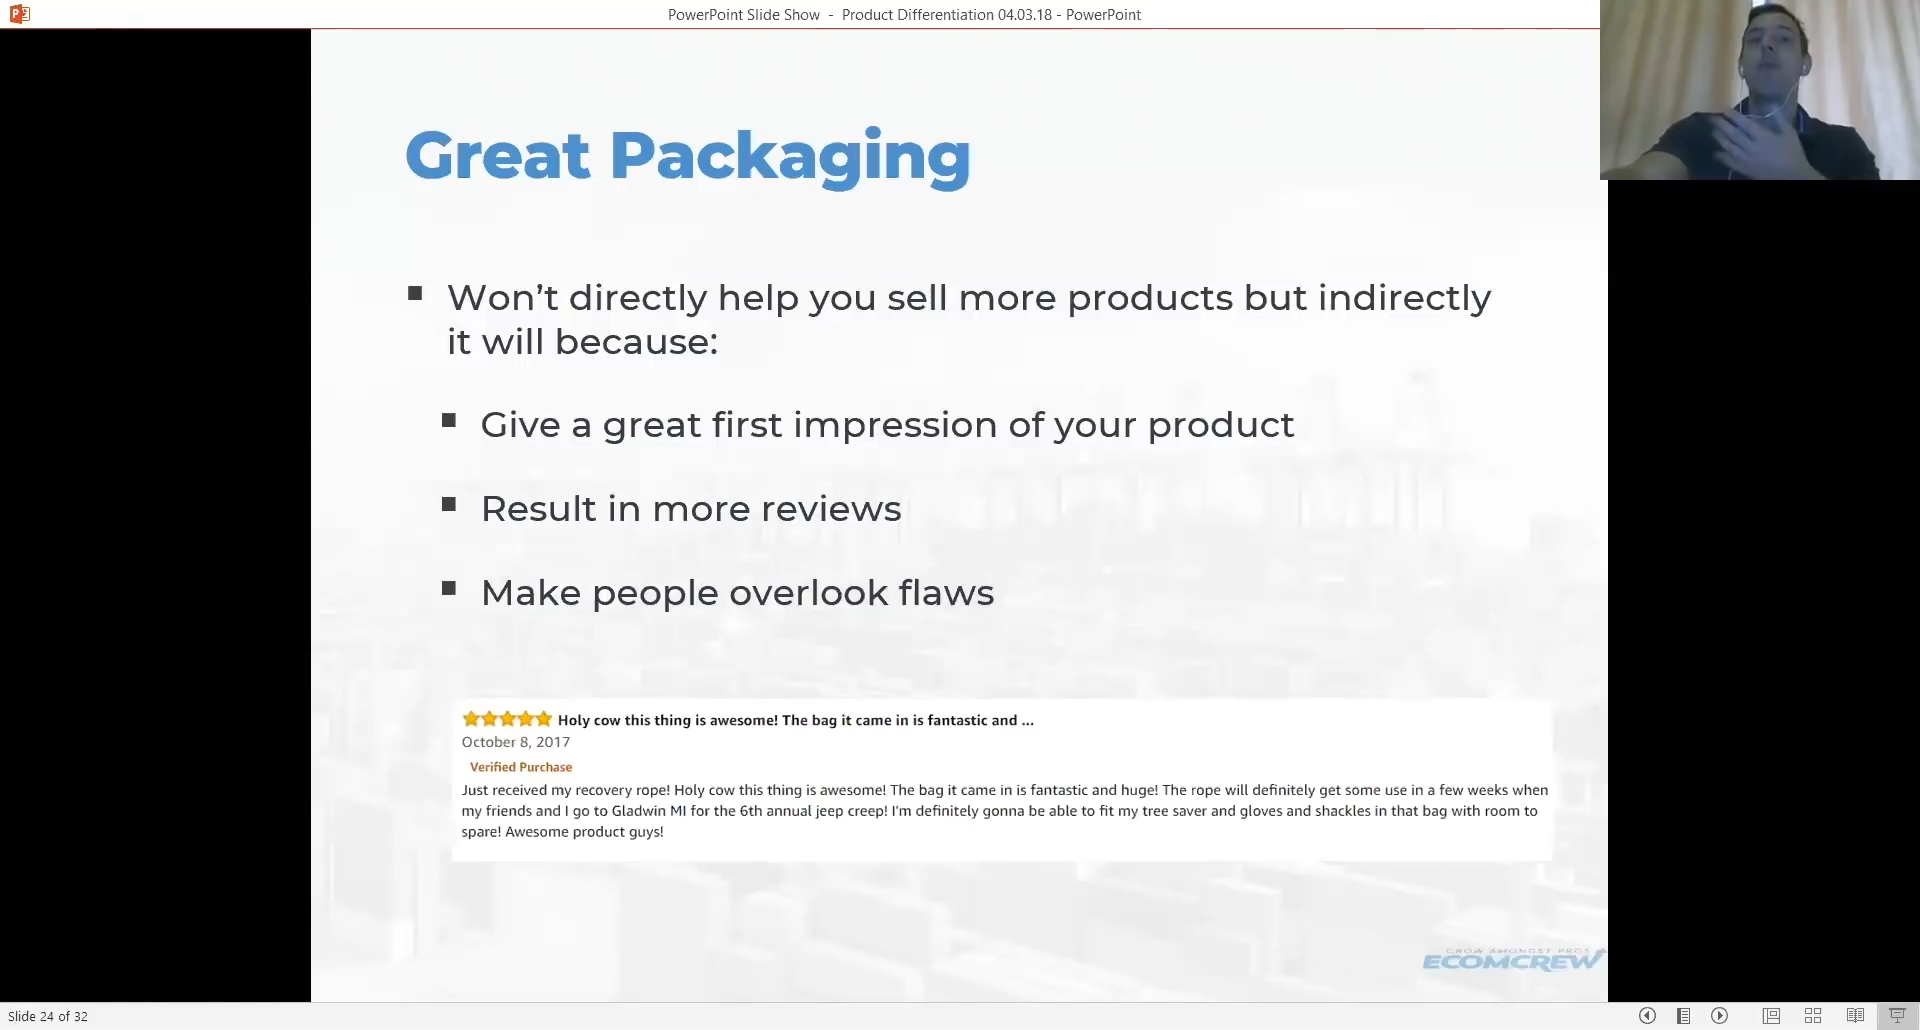 PowerPoint Slide Show - Product Differentiation 04.03.18 - PowerPoint
Great Packaging
Won’t directly help you sell more products but indirectly
it will because:
Give a great first impression of your product
Result in more reviews
Make people overlook flaws
Holy cow this thing is awesome! The bag it came in is fantastic and ...
October 8, 2017
Verified Purchase
Just received my recovery rope! Holy cow this thing is awesome! The bag it came in is fantastic and huge! The rope will definitely get some use in a few weeks when
my friends and I go to Gladwin MI for the 6th annual jeep creep! I'm definitely gonna be able to fit my tree saver and gloves and shackles in that bag with room to
spare! Awesome product guys!
GROW AMONGST PROS
ECOMCREW
Slide 24 of 32